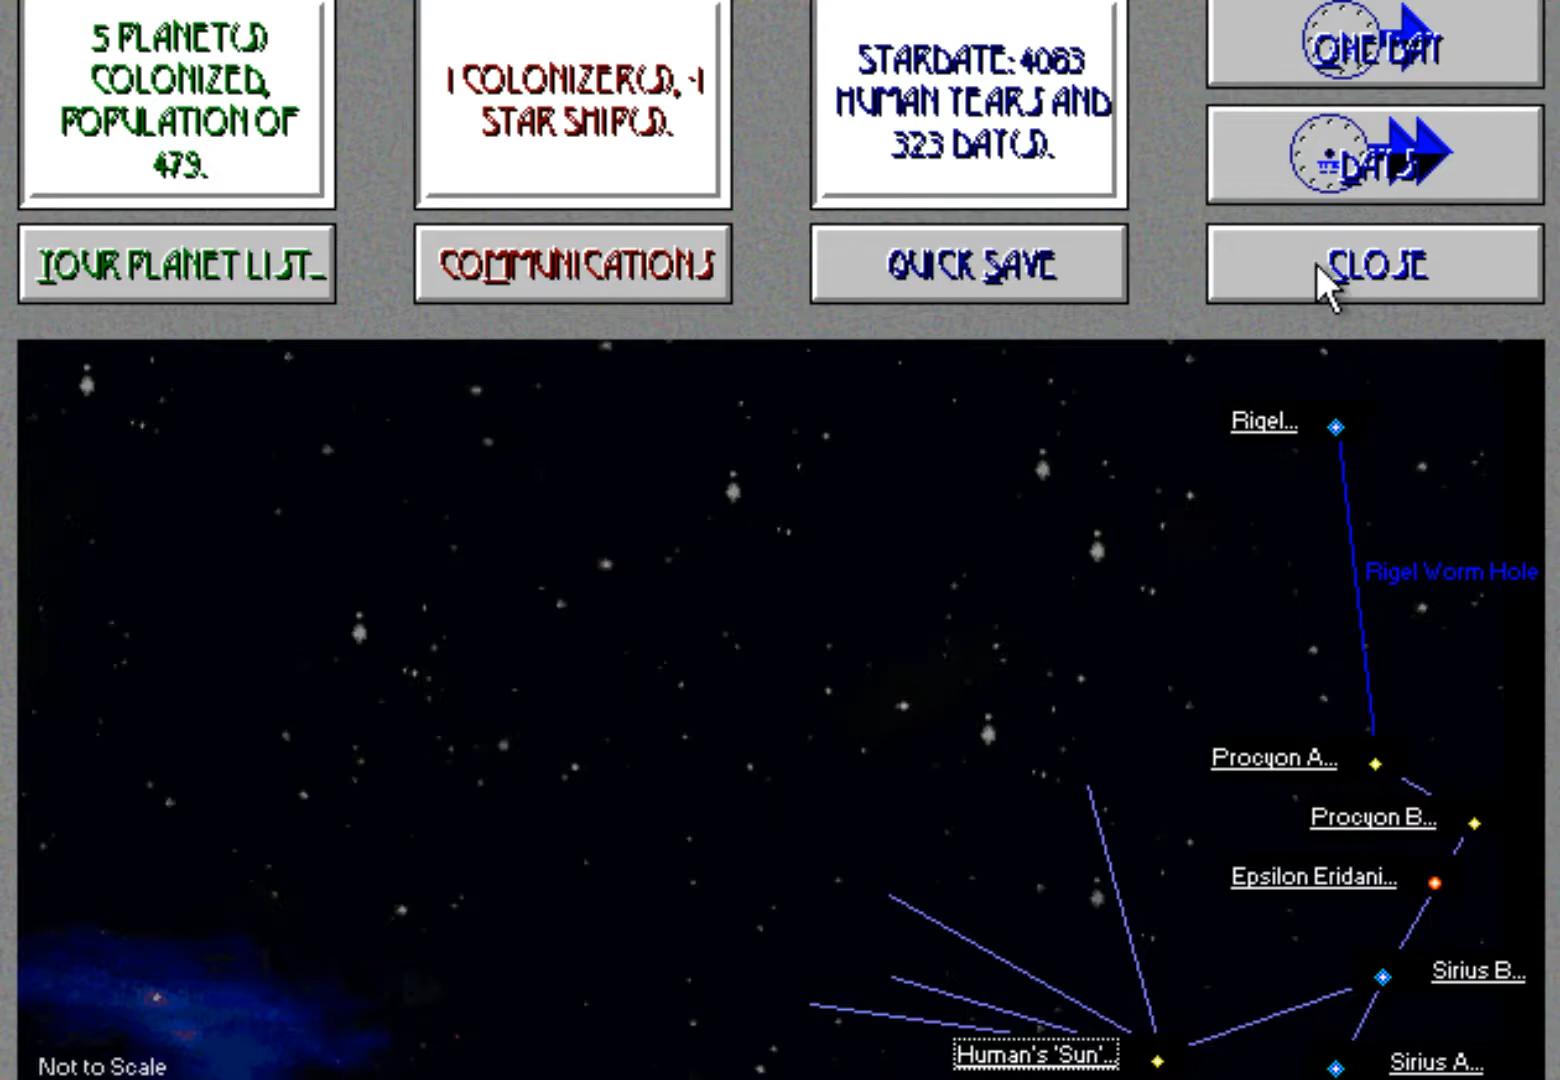 5 PLANET(S)
COLONIZED,
POPULATION OF
479.
1 COLONIZER(S), -1
STAR SHIP(S).
STARDATE: 4083
HUMAN YEARS AND
323 DAY(S).
ONE DAY
DAYS
YOUR PLANET LIST...
COMMUNICATIONS
QUICK SAVE
CLOSE
Rigel...
Rigel Worm Hole
Procyon A...
Procyon B...
Epsilon Eridani...
Sirius B...
Human's 'Sun'...
Sirius A...
Not to Scale